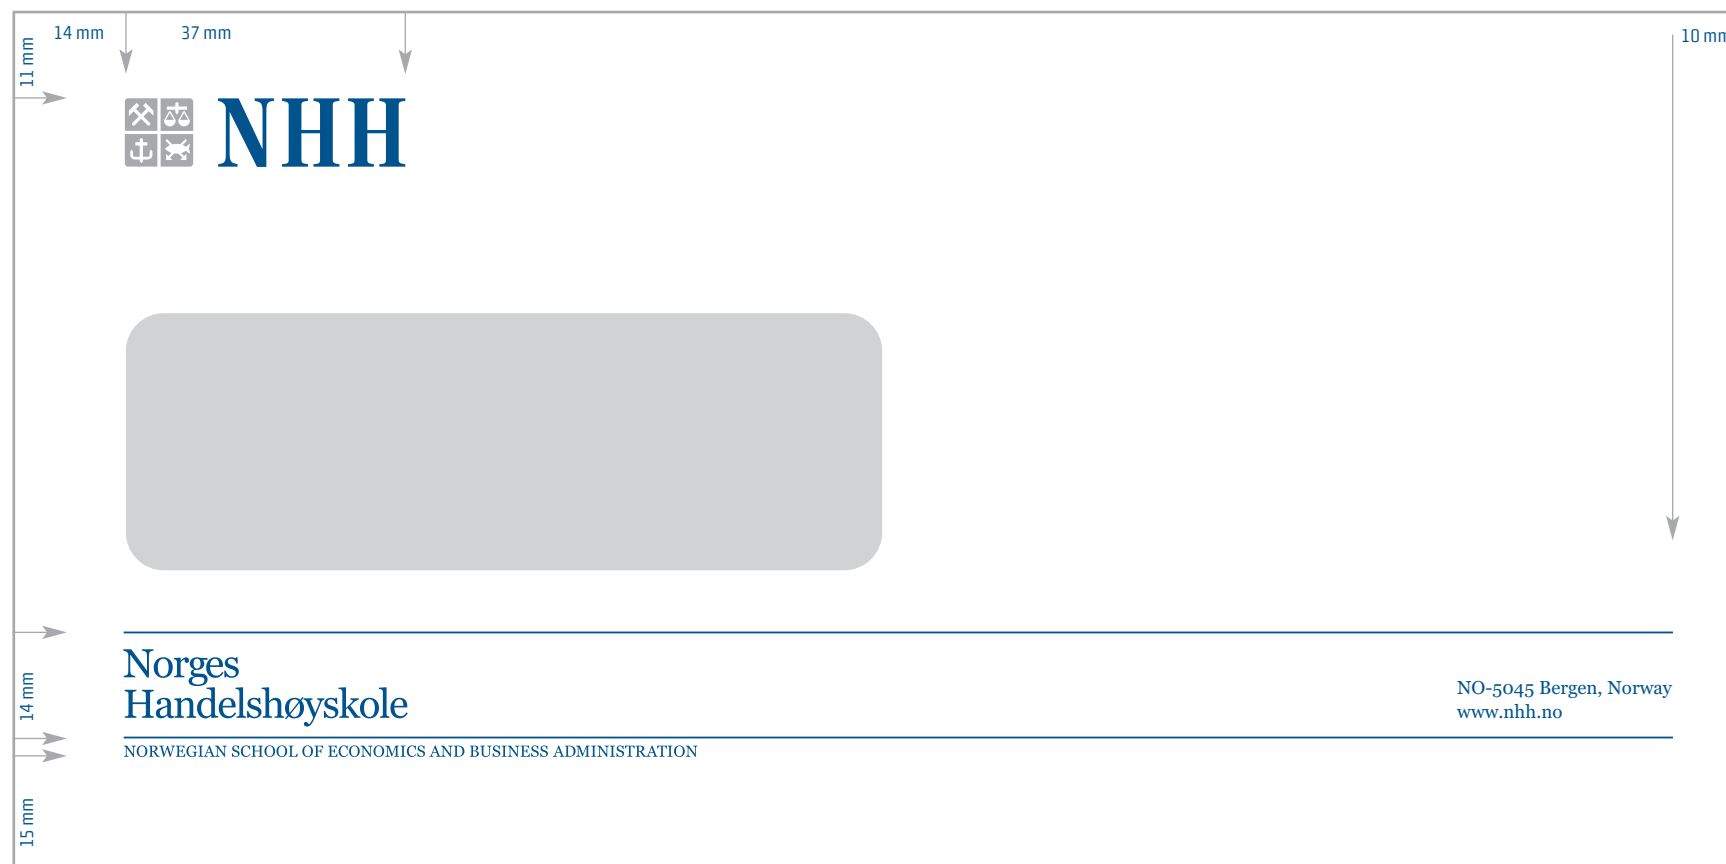 14 mm
37 mm
10 mm
11 mm
NHH
Norges
Handelshøyskole
14 mm
NO-5045 Bergen, Norway
www.nhh.no
NORWEGIAN SCHOOL OF ECONOMICS AND BUSINESS ADMINISTRATION
15 mm